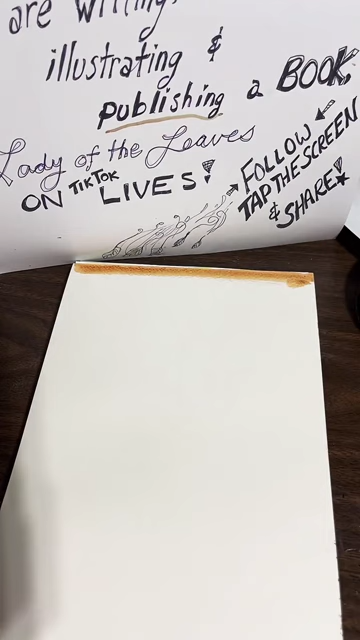 are writing,
illustrating &
publishing a BOOK,
Lady of the Leaves
ON TIKTOK LIVES!
FOLLOW
TAP THE SCREEN
& SHARE!